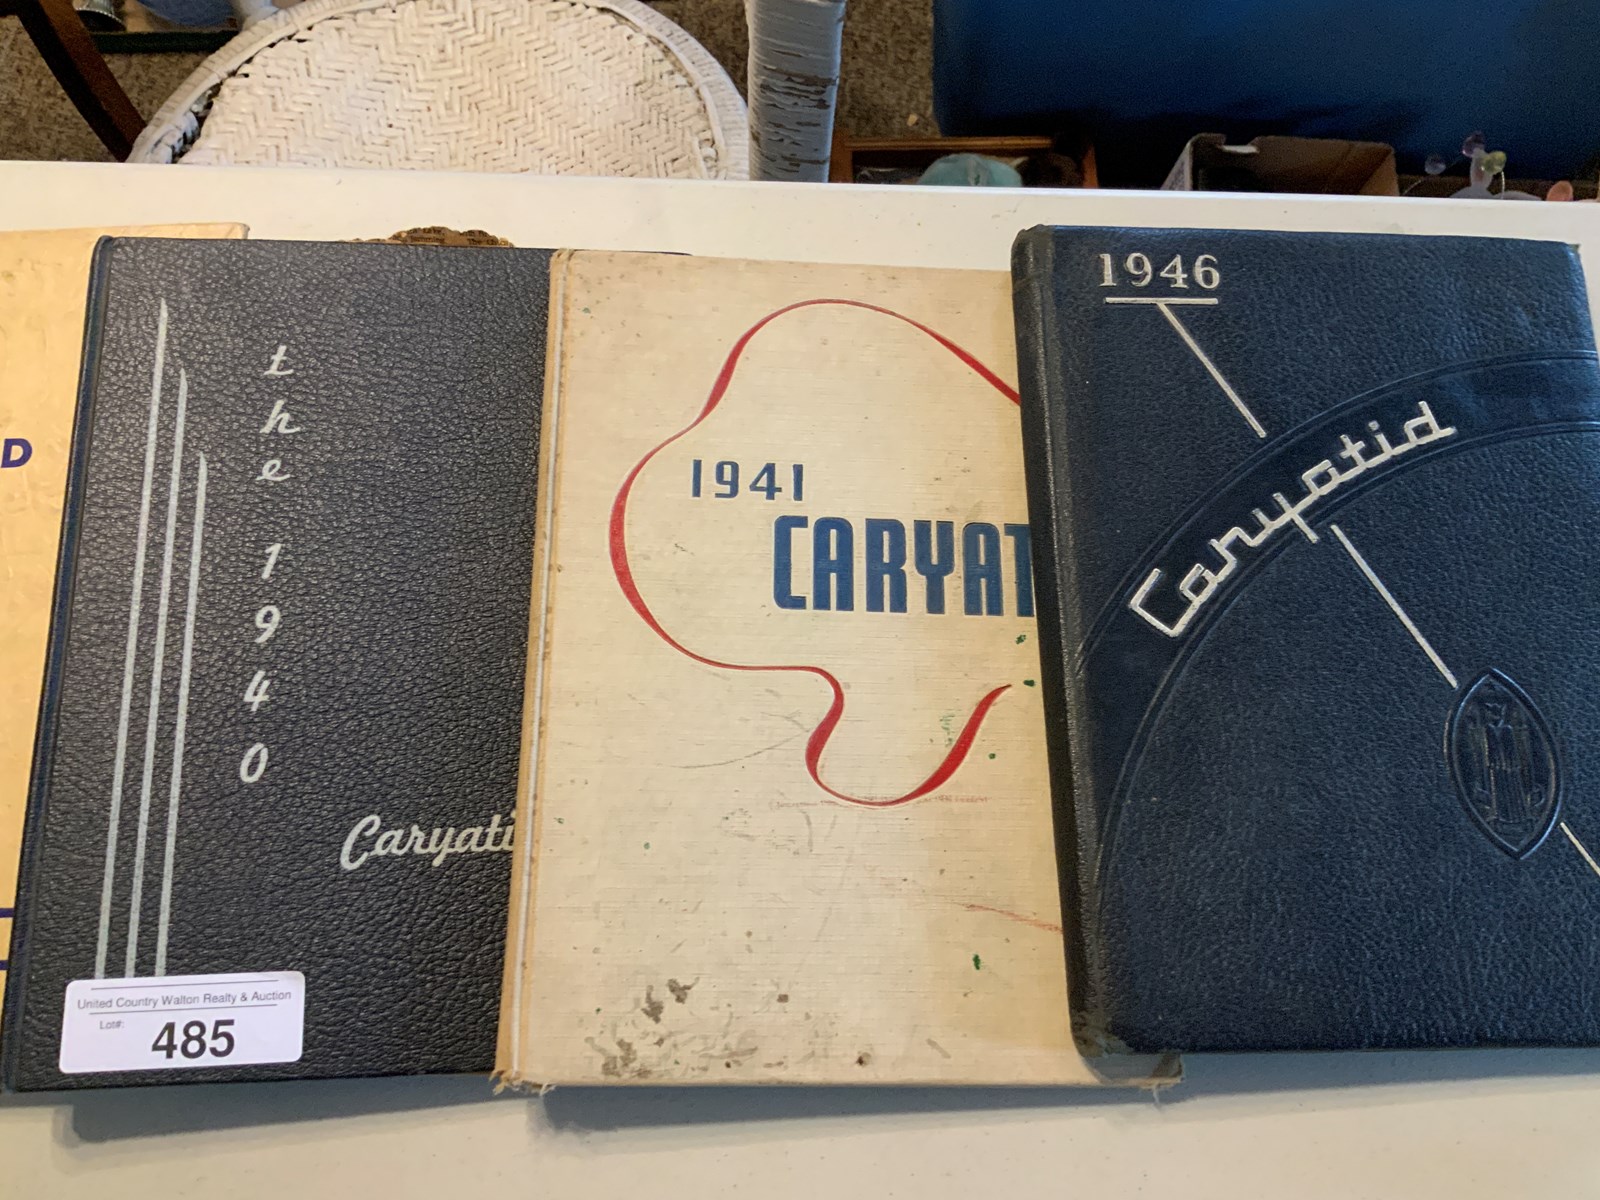 D
the 1940
Caryati
1941
CARYAT
1946
Caryatid
United Country Walton Realty & Auction
Lot#:
485